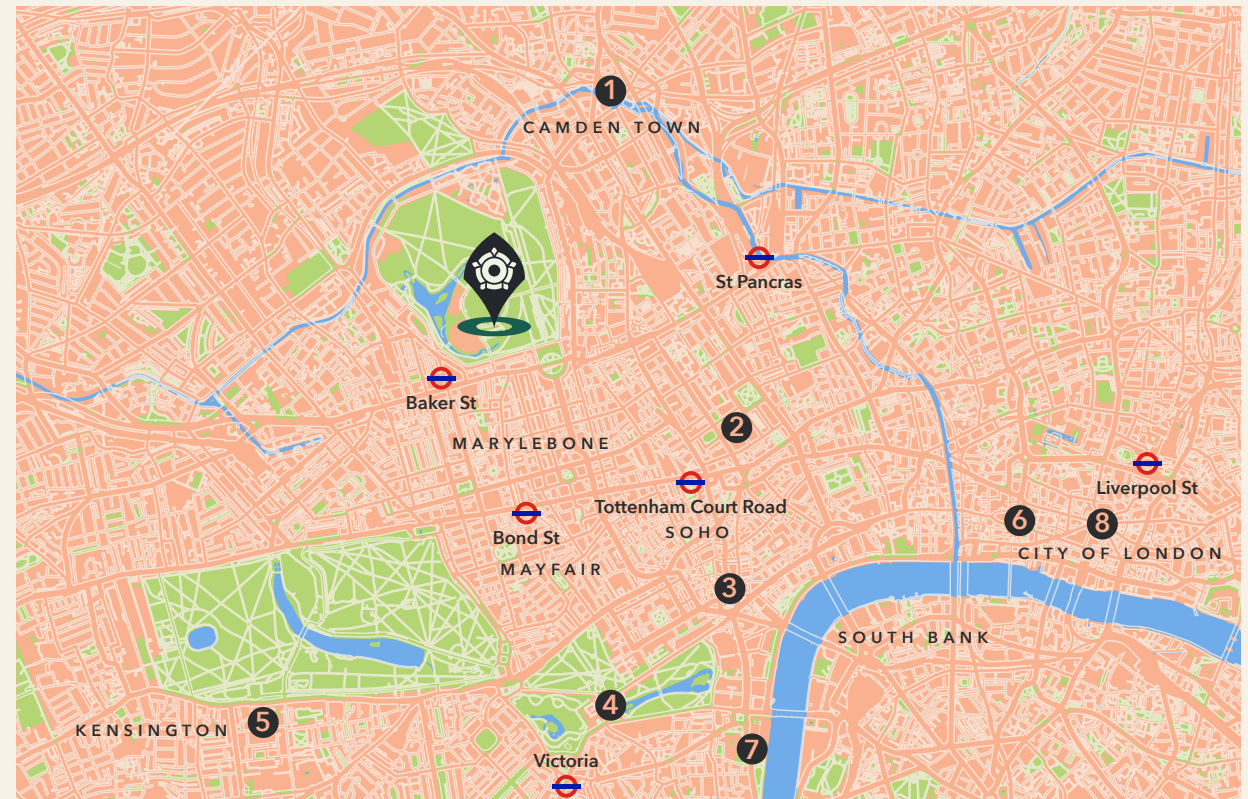 1
CAMDEN TOWN
St Pancras
Baker St
2
MARYLEBONE
Liverpool St
Tottenham Court Road
6
8
SOHO
Bond St
CITY OF LONDON
MAYFAIR
3
SOUTH BANK
4
5
KENSINGTON
7
Victoria